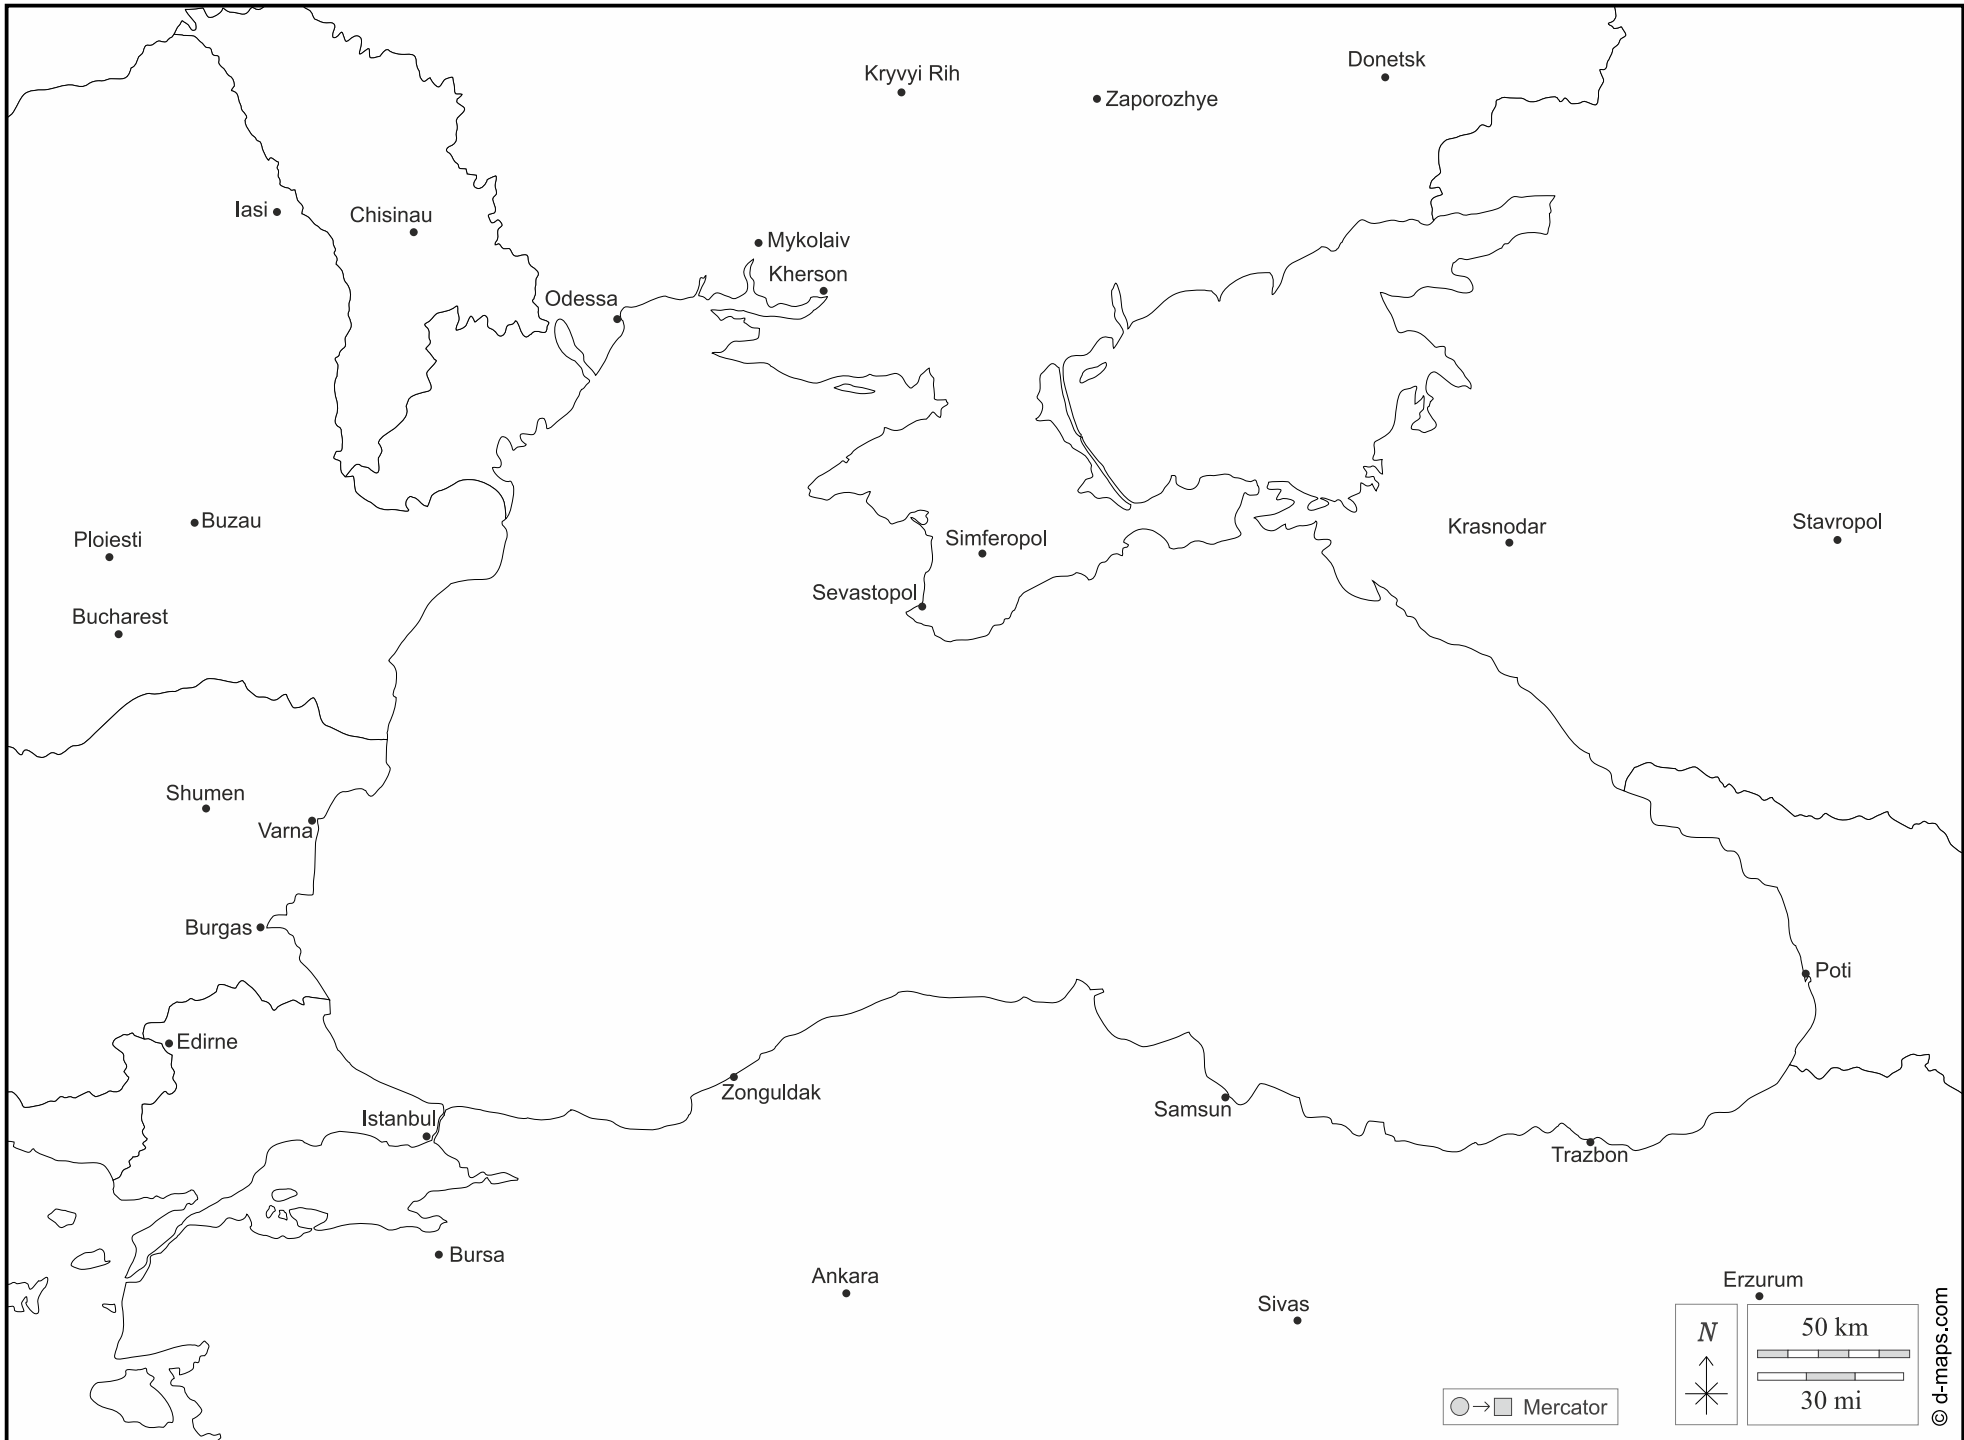 Donetsk
Kryvyi Rih
Zaporozhye
Iasi
Chisinau
Mykolaiv
Kherson
Odessa
Buzau
Ploiesti
Simferopol
Krasnodar
Stavropol
Sevastopol
Bucharest
Shumen
Varna
Burgas
Poti
Edirne
Zonguldak
Istanbul
Samsun
Trazbon
Bursa
Ankara
Sivas
Erzurum
N
50 km
30 mi
Mercator
© d-maps.com